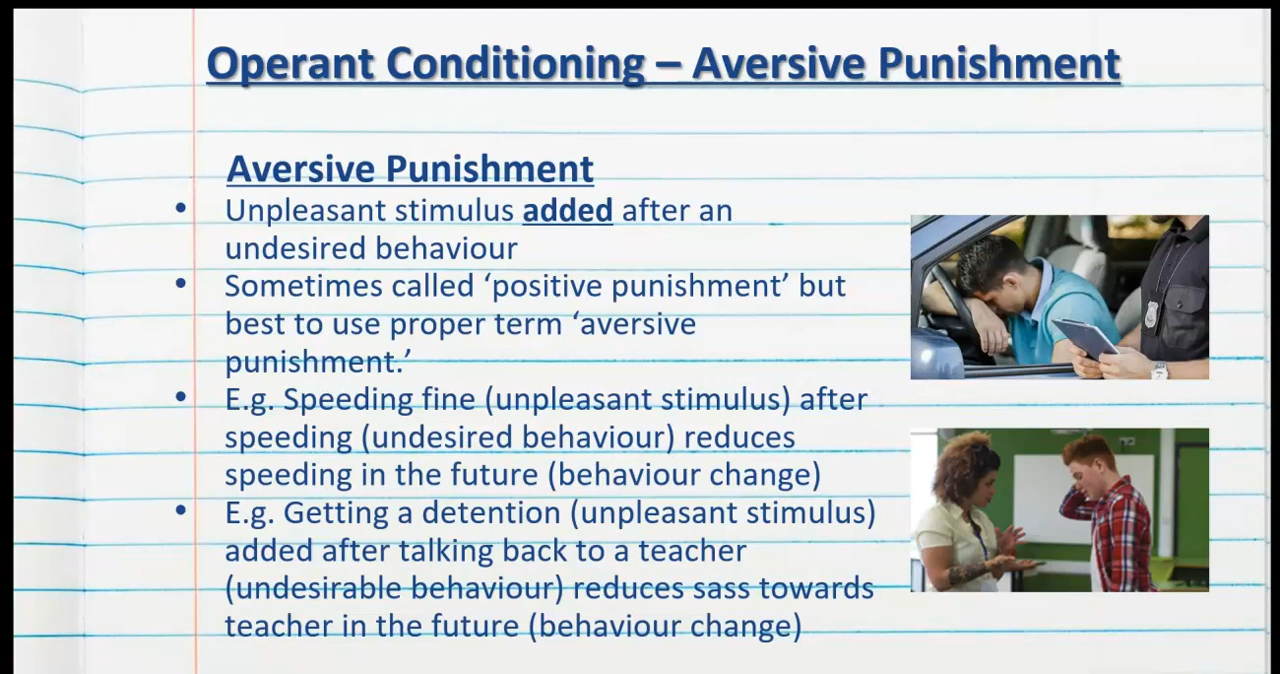 Operant Conditioning – Aversive Punishment
Aversive Punishment
• Unpleasant stimulus added after an
undesired behaviour
• Sometimes called ‘positive punishment’ but
best to use proper term ‘aversive
punishment.’
• E.g. Speeding fine (unpleasant stimulus) after
speeding (undesired behaviour) reduces
speeding in the future (behaviour change)
• E.g. Getting a detention (unpleasant stimulus)
added after talking back to a teacher
(undesirable behaviour) reduces sass towards
teacher in the future (behaviour change)